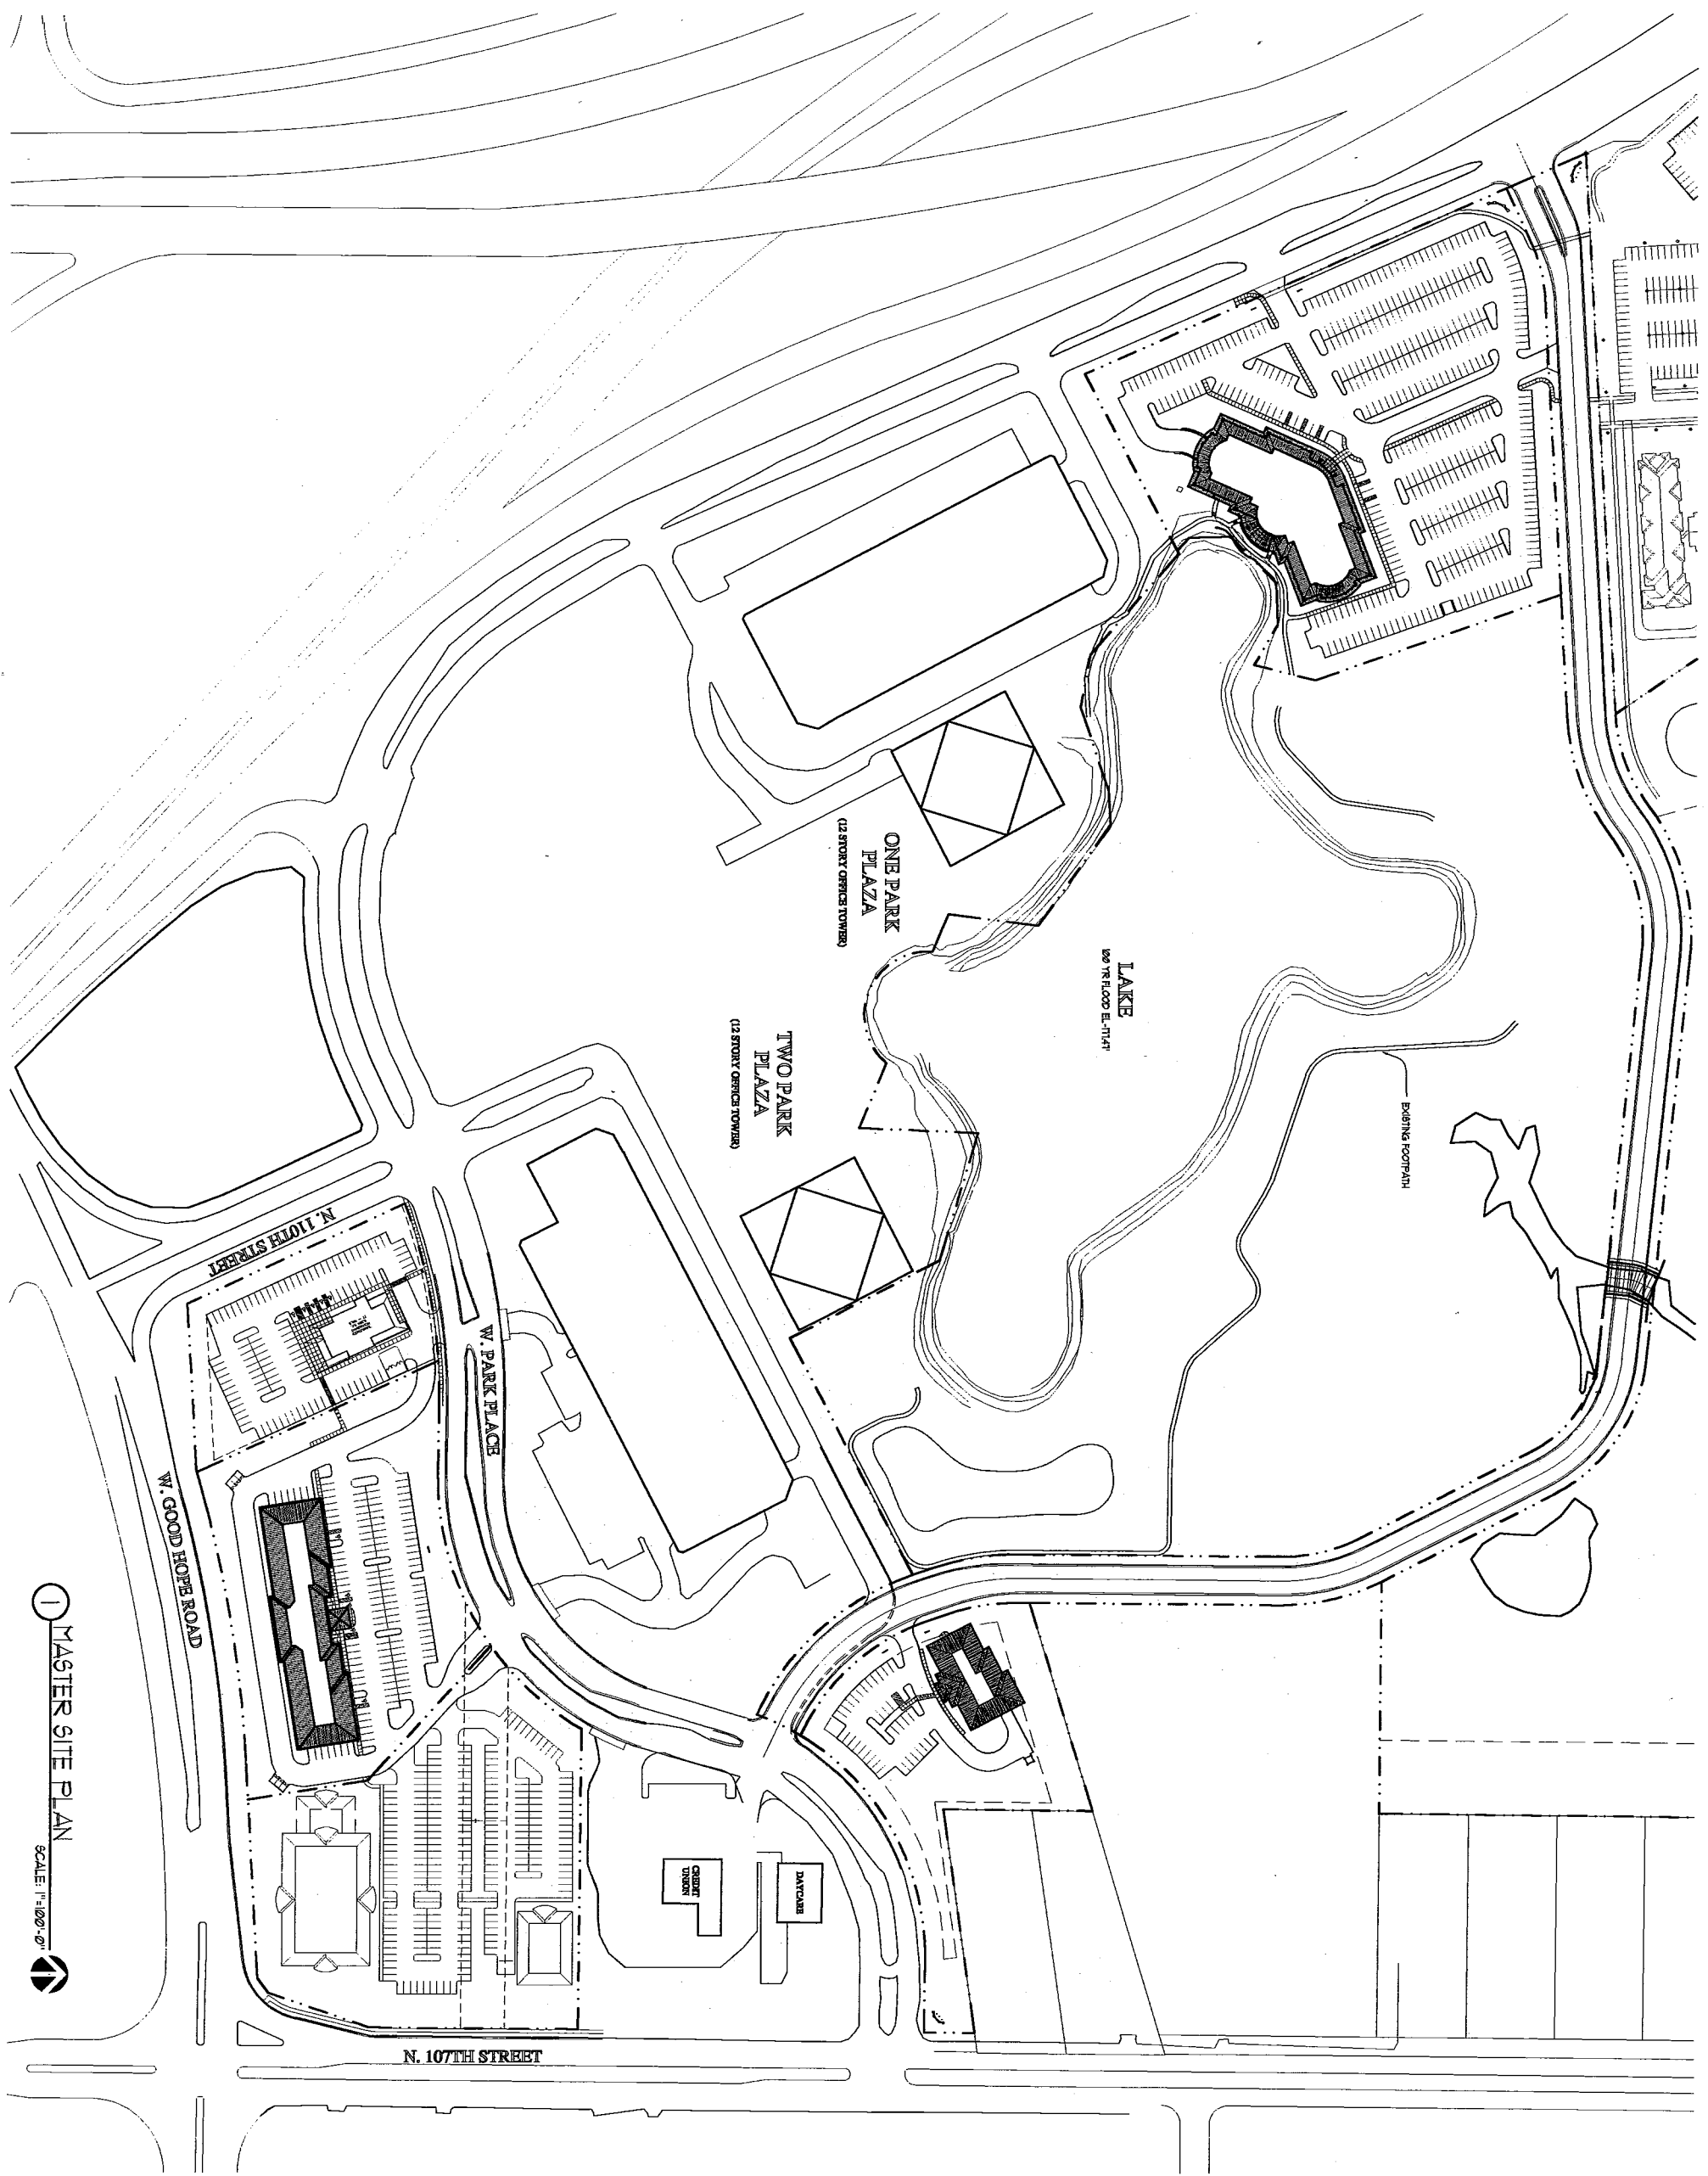 ONE PARK
PLAZA
(12 STORY OFFICE TOWER)
LAKE
TWO PARK
PLAZA
(12 STORY OFFICE TOWER)
EXISTING FOOTPATH
N. 110TH STREET
W. PARK PLACE
W. GOOD HOPE ROAD
CREDIT
UNION
DAYCARE
N. 107TH STREET
1 MASTER SITE PLAN
SCALE: 1"=100'-0"